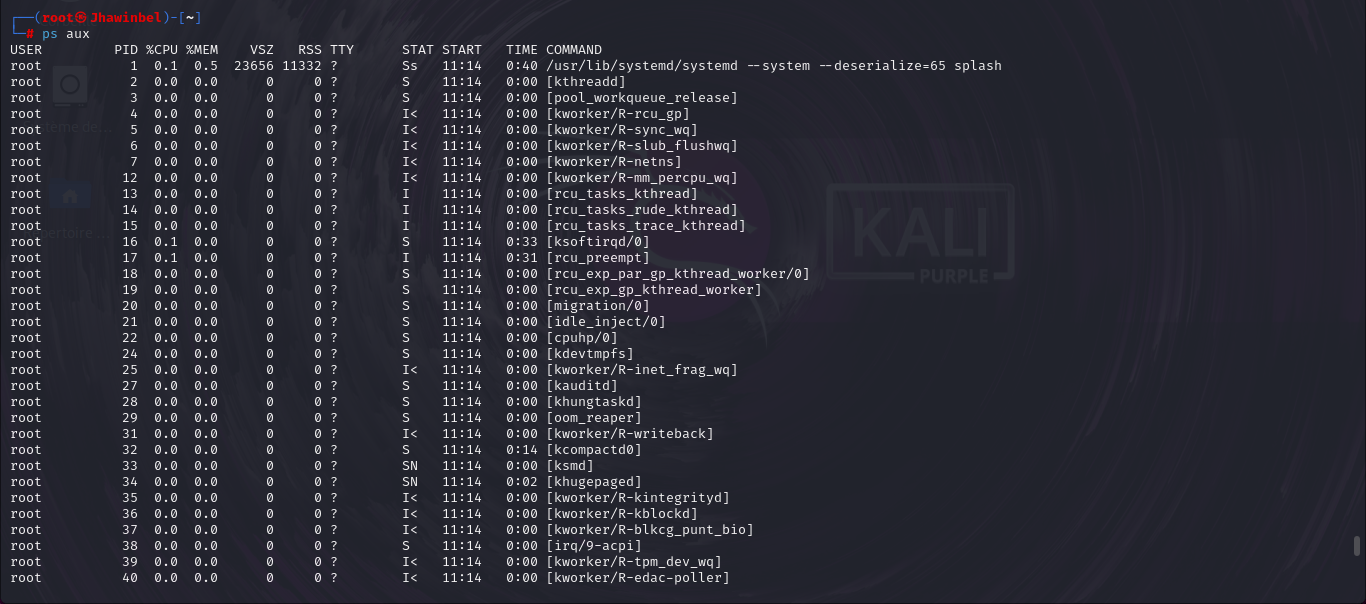 ┌──(root㉿Jhawinbel)-[~]
└─# ps aux
USER         PID %CPU %MEM    VSZ   RSS TTY      STAT START   TIME COMMAND
root           1  0.1  0.5  23656 11332 ?        Ss   11:14   0:40 /usr/lib/systemd/systemd --system --deserialize=65 splash
root           2  0.0  0.0      0     0 ?        S    11:14   0:00 [kthreadd]
root           3  0.0  0.0      0     0 ?        S    11:14   0:00 [pool_workqueue_release]
root           4  0.0  0.0      0     0 ?        I<   11:14   0:00 [kworker/R-rcu_gp]
root           5  0.0  0.0      0     0 ?        I<   11:14   0:00 [kworker/R-sync_wq]
root           6  0.0  0.0      0     0 ?        I<   11:14   0:00 [kworker/R-slub_flushwq]
root           7  0.0  0.0      0     0 ?        I<   11:14   0:00 [kworker/R-netns]
root          12  0.0  0.0      0     0 ?        I<   11:14   0:00 [kworker/R-mm_percpu_wq]
root          13  0.0  0.0      0     0 ?        I    11:14   0:00 [rcu_tasks_kthread]
root          14  0.0  0.0      0     0 ?        I    11:14   0:00 [rcu_tasks_rude_kthread]
root          15  0.0  0.0      0     0 ?        I    11:14   0:00 [rcu_tasks_trace_kthread]
root          16  0.1  0.0      0     0 ?        S    11:14   0:33 [ksoftirqd/0]
root          17  0.1  0.0      0     0 ?        I    11:14   0:31 [rcu_preempt]
root          18  0.0  0.0      0     0 ?        S    11:14   0:00 [rcu_exp_par_gp_kthread_worker/0]
root          19  0.0  0.0      0     0 ?        S    11:14   0:00 [rcu_exp_gp_kthread_worker]
root          20  0.0  0.0      0     0 ?        S    11:14   0:00 [migration/0]
root          21  0.0  0.0      0     0 ?        S    11:14   0:00 [idle_inject/0]
root          22  0.0  0.0      0     0 ?        S    11:14   0:00 [cpuhp/0]
root          24  0.0  0.0      0     0 ?        S    11:14   0:00 [kdevtmpfs]
root          25  0.0  0.0      0     0 ?        I<   11:14   0:00 [kworker/R-inet_frag_wq]
root          27  0.0  0.0      0     0 ?        S    11:14   0:00 [kauditd]
root          28  0.0  0.0      0     0 ?        S    11:14   0:00 [khungtaskd]
root          29  0.0  0.0      0     0 ?        S    11:14   0:00 [oom_reaper]
root          31  0.0  0.0      0     0 ?        I<   11:14   0:00 [kworker/R-writeback]
root          32  0.0  0.0      0     0 ?        S    11:14   0:14 [kcompactd0]
root          33  0.0  0.0      0     0 ?        SN   11:14   0:00 [ksmd]
root          34  0.0  0.0      0     0 ?        SN   11:14   0:02 [khugepaged]
root          35  0.0  0.0      0     0 ?        I<   11:14   0:00 [kworker/R-kintegrityd]
root          36  0.0  0.0      0     0 ?        I<   11:14   0:00 [kworker/R-kblockd]
root          37  0.0  0.0      0     0 ?        I<   11:14   0:00 [kworker/R-blkcg_punt_bio]
root          38  0.0  0.0      0     0 ?        S    11:14   0:00 [irq/9-acpi]
root          39  0.0  0.0      0     0 ?        I<   11:14   0:00 [kworker/R-tpm_dev_wq]
root          40  0.0  0.0      0     0 ?        I<   11:14   0:00 [kworker/R-edac-poller]
KALI
PURPLE